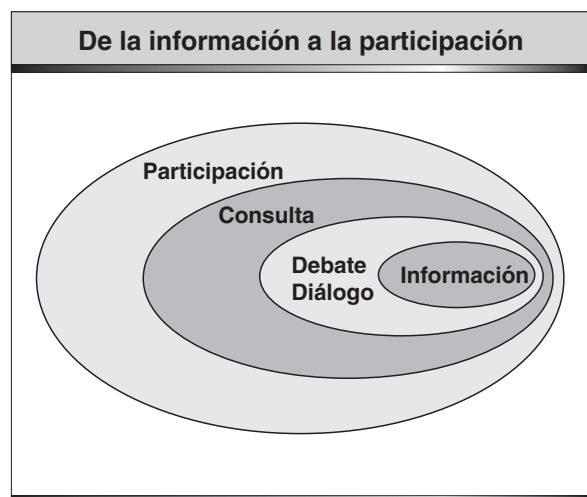 De la información a la participación
Participación
Consulta
Debate
Diálogo
Información